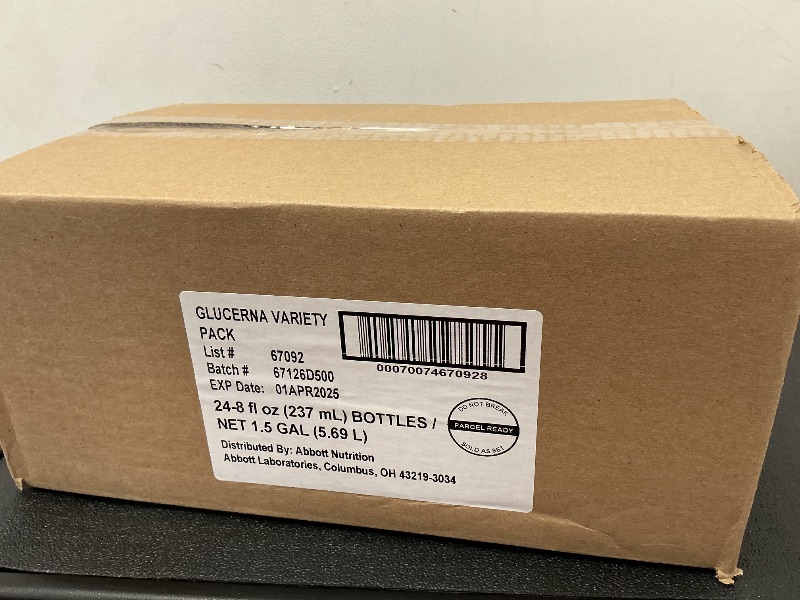 GLUCERNA VARIETY
PACK
List # 67092
Batch # 67126D500
EXP Date: 01APR2025
00070074670928
24-8 fl oz (237 mL) BOTTLES /
NET 1.5 GAL (5.69 L)
DO NOT BREAK
PARCEL READY
SOLD AS SET
Distributed By: Abbott Nutrition
Abbott Laboratories, Columbus, OH 43219-3034